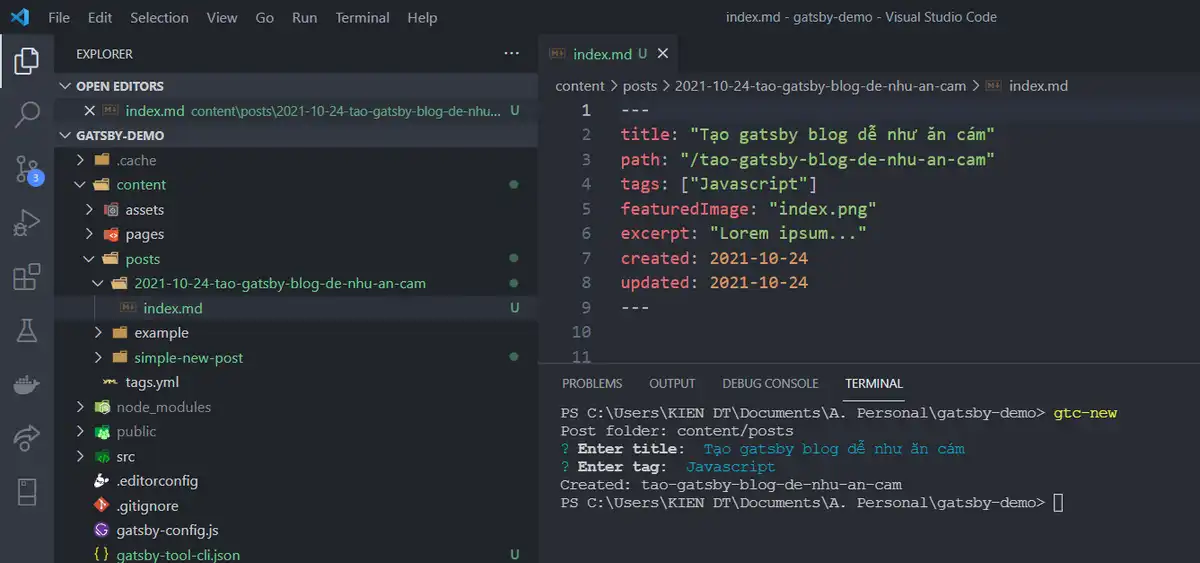 File Edit Selection View Go Run Terminal Help
index.md - gatsby-demo - Visual Studio Code
EXPLORER
OPEN EDITORS
index.md content\posts\2021-10-24-tao-gatsby-blog-de-nhu... U
GATSBY-DEMO
.cache
content
assets
pages
posts
2021-10-24-tao-gatsby-blog-de-nhu-an-cam
index.md U
example
simple-new-post
tags.yml
node_modules
public
src
.editorconfig
.gitignore
gatsby-config.js
gatsby-tool-cli.json U
3
index.md U
content > posts > 2021-10-24-tao-gatsby-blog-de-nhu-an-cam > index.md
1 ---
2 title: "Tạo gatsby blog dễ như ăn cám"
3 path: "/tao-gatsby-blog-de-nhu-an-cam"
4 tags: ["Javascript"]
5 featuredImage: "index.png"
6 excerpt: "Lorem ipsum..."
7 created: 2021-10-24
8 updated: 2021-10-24
9 ---
10
11
PROBLEMS OUTPUT DEBUG CONSOLE TERMINAL
PS C:\Users\KIEN DT\Documents\A. Personal\gatsby-demo> gtc-new
Post folder: content/posts
? Enter title: Tạo gatsby blog dễ như ăn cám
? Enter tag: Javascript
Created: tao-gatsby-blog-de-nhu-an-cam
PS C:\Users\KIEN DT\Documents\A. Personal\gatsby-demo>